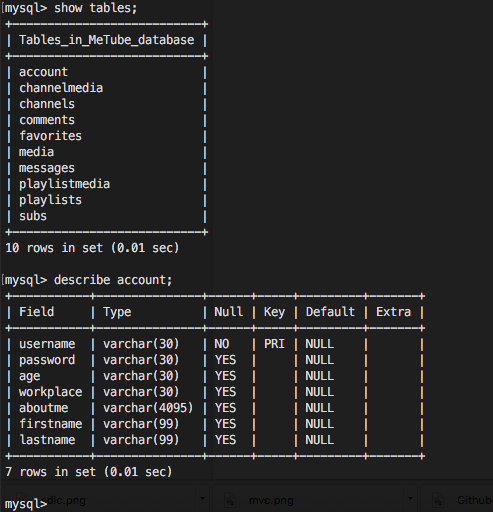 [mysql> show tables;
+--------------------------+
| Tables_in_MeTube_database |
+--------------------------+
| account |
| channelmedia |
| channels |
| comments |
| favorites |
| media |
| messages |
| playlistmedia |
| playlists |
| subs |
+--------------------------+
10 rows in set (0.01 sec)
[mysql> describe account;
+-----------+---------------+------+-----+---------+-------+
| Field | Type | Null | Key | Default | Extra |
+-----------+---------------+------+-----+---------+-------+
| username | varchar(30) | NO | PRI | NULL | |
| password | varchar(30) | YES | | NULL | |
| age | varchar(30) | YES | | NULL | |
| workplace | varchar(30) | YES | | NULL | |
| aboutme | varchar(4095) | YES | | NULL | |
| firstname | varchar(99) | YES | | NULL | |
| lastname | varchar(99) | YES | | NULL | |
+-----------+---------------+------+-----+---------+-------+
7 rows in set (0.01 sec)
mvc.png Github
mysql>